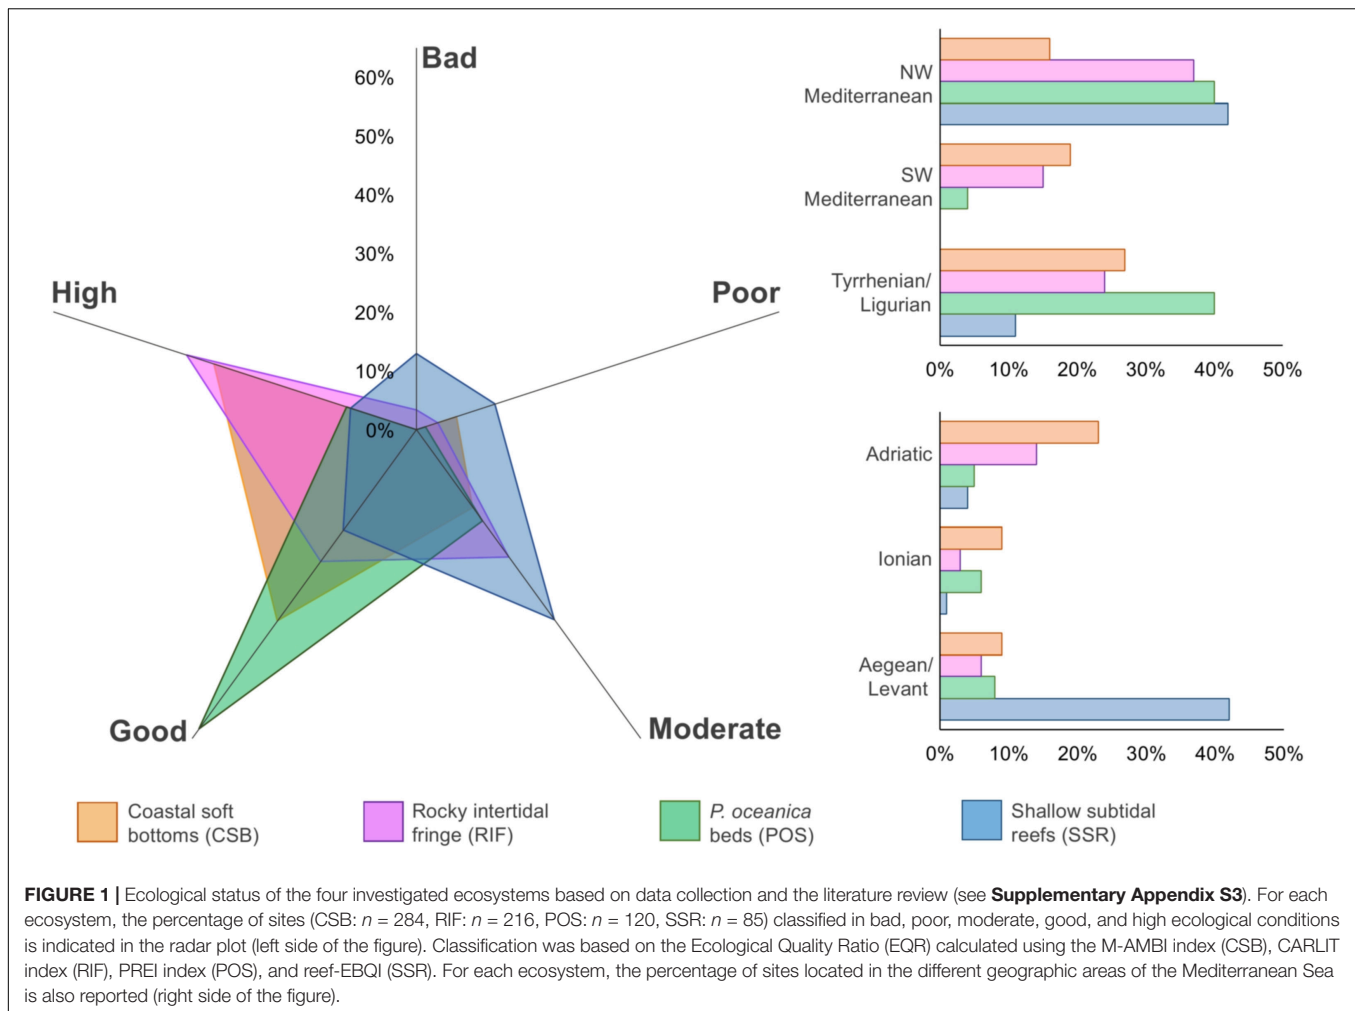 Bad
60%
50%
40%
30%
20%
10%
0%
High
Poor
Good
Moderate
NW
Mediterranean
SW
Mediterranean
Tyrrhenian/
Ligurian
0% 10% 20% 30% 40% 50%
Adriatic
Ionian
Aegean/
Levant
0% 10% 20% 30% 40% 50%
Coastal soft
bottoms (CSB)
Rocky intertidal
fringe (RIF)
P. oceanica
beds (POS)
Shallow subtidal
reefs (SSR)
FIGURE 1 | Ecological status of the four investigated ecosystems based on data collection and the literature review (see Supplementary Appendix S3). For each
ecosystem, the percentage of sites (CSB: n = 284, RIF: n = 216, POS: n = 120, SSR: n = 85) classified in bad, poor, moderate, good, and high ecological conditions
is indicated in the radar plot (left side of the figure). Classification was based on the Ecological Quality Ratio (EQR) calculated using the M-AMBI index (CSB), CARLIT
index (RIF), PREI index (POS), and reef-EBQI (SSR). For each ecosystem, the percentage of sites located in the different geographic areas of the Mediterranean Sea
is also reported (right side of the figure).